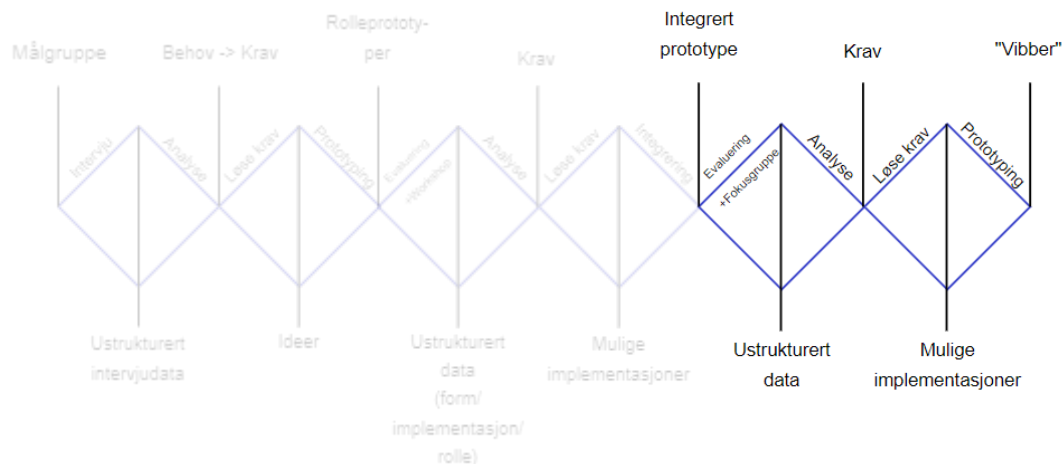 Målgruppe
Behov -> Krav
Rolleprototy-
per
Krav
Integrert
prototype
Krav
"Vibber"
Interviu
Analyse
Løse krav
Prototyping
Evaluering
+Workshop
Analyse
Løse krav
Integrering
Evaluering
+Fokusgruppe
Analyse
Løse krav
Prototyping
Ustrukturert
intervjudata
Ideer
Ustrukturert
data
(form/
implementasjon/
rolle)
Mulige
implementasjoner
Ustrukturert
data
Mulige
implementasjoner